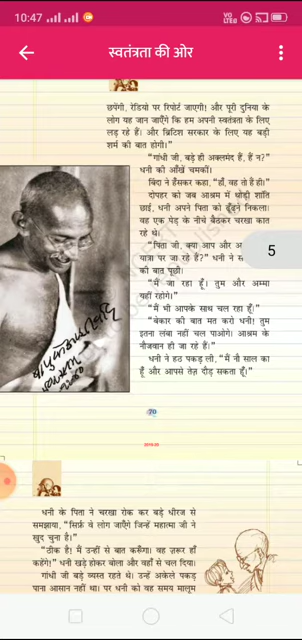 10:47
स्वतंत्रता की ओर
छपेंगी, रेडियो पर रिपोर्ट जाएगी! और पूरी दुनिया के
लोग यह जान जाएँगे कि हम अपनी स्वतंत्रता के लिए
लड़ रहे हैं। और ब्रिटिश सरकार के लिए यह बड़ी
शर्म की बात होगी।"
"गांधी जी, बड़े ही अक्लमंद हैं, हैं न?"
धनी की आँखें चमकीं।
बिंदा ने हँसकर कहा, "हाँ, वह तो हैं ही।"
दोपहर को जब आश्रम में थोड़ी शांति
छाई, धनी अपने पिता को ढूँढ़ने निकला।
वह एक पेड़ के नीचे बैठकर चरखा कात
रहे थे।
"पिता जी, क्या आप और अ
यात्रा पर जा रहे हैं?" धनी ने स
की बात पूछी।
5
"मैं जा रहा हूँ। तुम और अम्मा
यहीं रहोगे।"
"मैं भी आपके साथ चल रहा हूँ।"
"बेकार की बात मत करो धनी! तुम
इतना लंबा नहीं चल पाओगे। आश्रम के
नौजवान ही जा रहे हैं।"
धनी ने हठ पकड़ ली, "मैं नौ साल का
हूँ और आपसे तेज़ दौड़ सकता हूँ।"
70
2019-20
धनी के पिता ने चरखा रोक कर बड़े धीरज से
समझाया, "सिर्फ़ वे लोग जाएँगे जिन्हें महात्मा जी ने
खुद चुना है।"
"ठीक है! मैं उन्हीं से बात करूँगा। वह ज़रूर हाँ
कहेंगे!" धनी खड़े होकर बोला और वहाँ से चल दिया।
गांधी जी बड़े व्यस्त रहते थे। उन्हें अकेले पकड़
पाना आसान नहीं था। पर धनी को वह समय मालूम